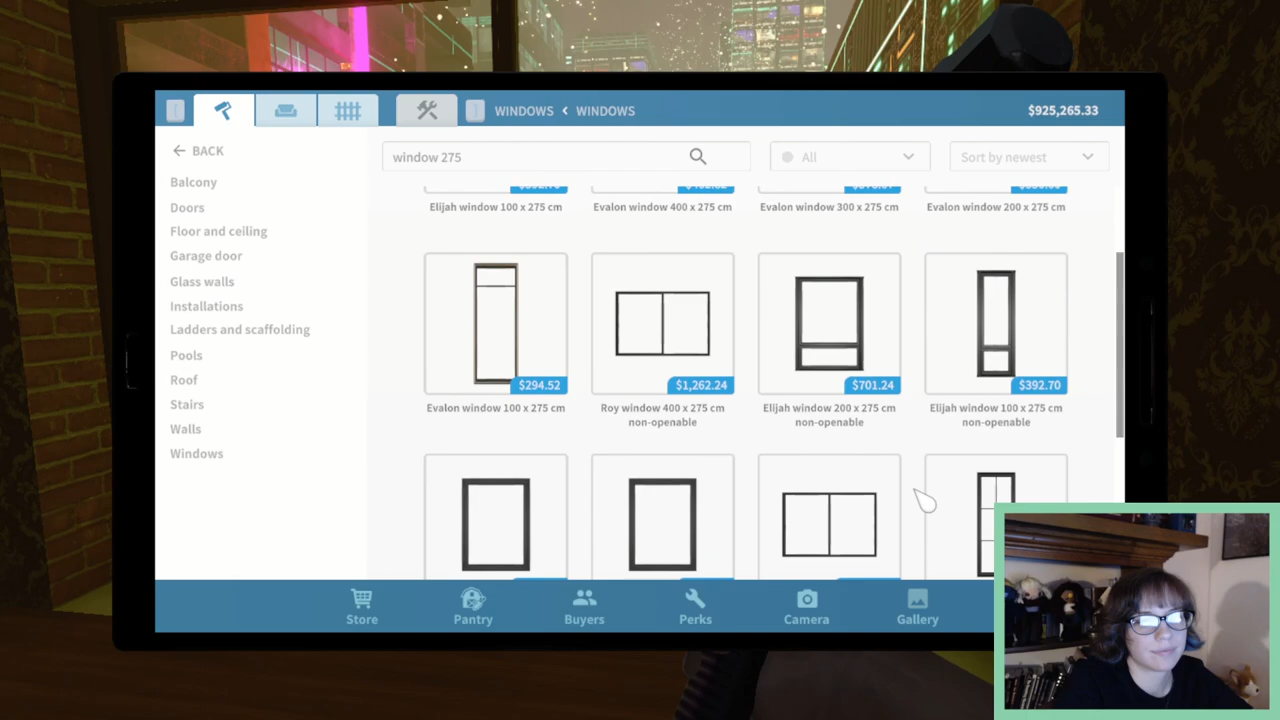 WINDOWS < WINDOWS
$925,265.33
BACK
window 275
All
Sort by newest
Balcony
Doors
Floor and ceiling
Garage door
Glass walls
Installations
Ladders and scaffolding
Pools
Roof
Stairs
Walls
Windows
Elijah window 100 x 275 cm
Evalon window 400 x 275 cm
Evalon window 300 x 275 cm
Evalon window 200 x 275 cm
$294.52
$1,262.24
$701.24
$392.70
Evalon window 100 x 275 cm
Roy window 400 x 275 cm
non-openable
Elijah window 200 x 275 cm
non-openable
Elijah window 100 x 275 cm
non-openable
Store
Pantry
Buyers
Perks
Camera
Gallery